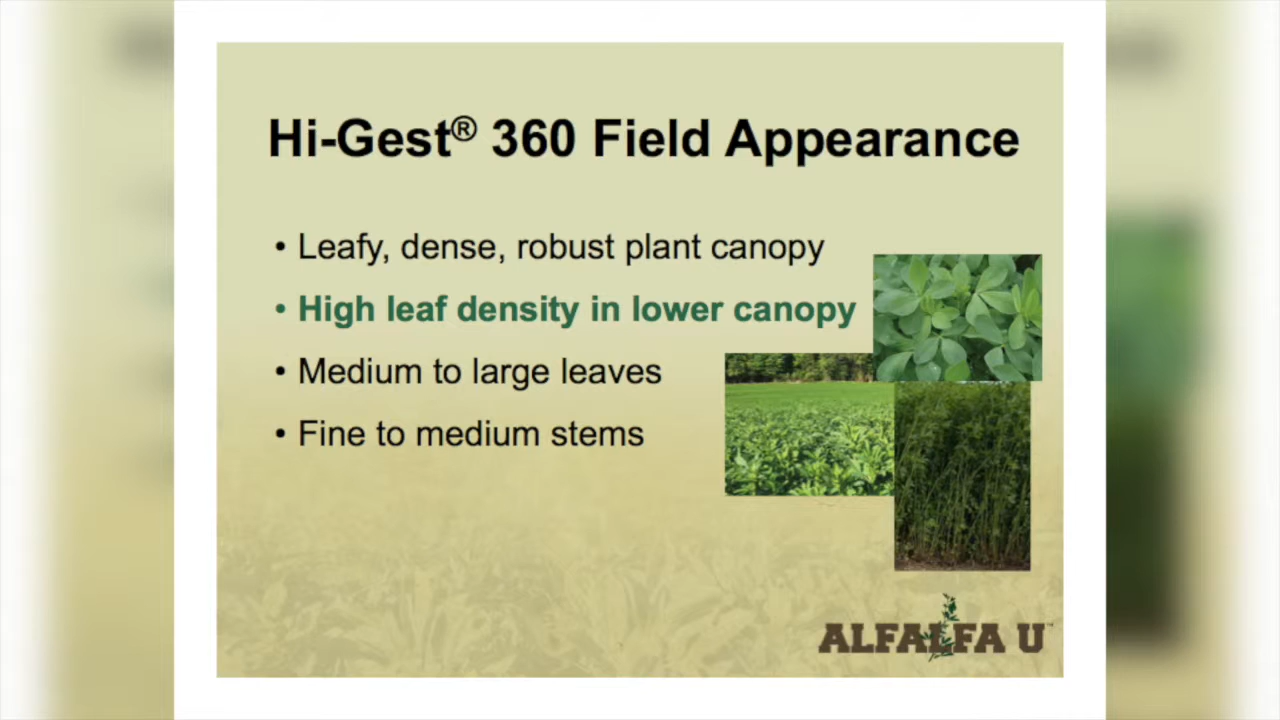 Hi-Gest® 360 Field Appearance
• Leafy, dense, robust plant canopy
• High leaf density in lower canopy
• Medium to large leaves
• Fine to medium stems
ALFALFA U™